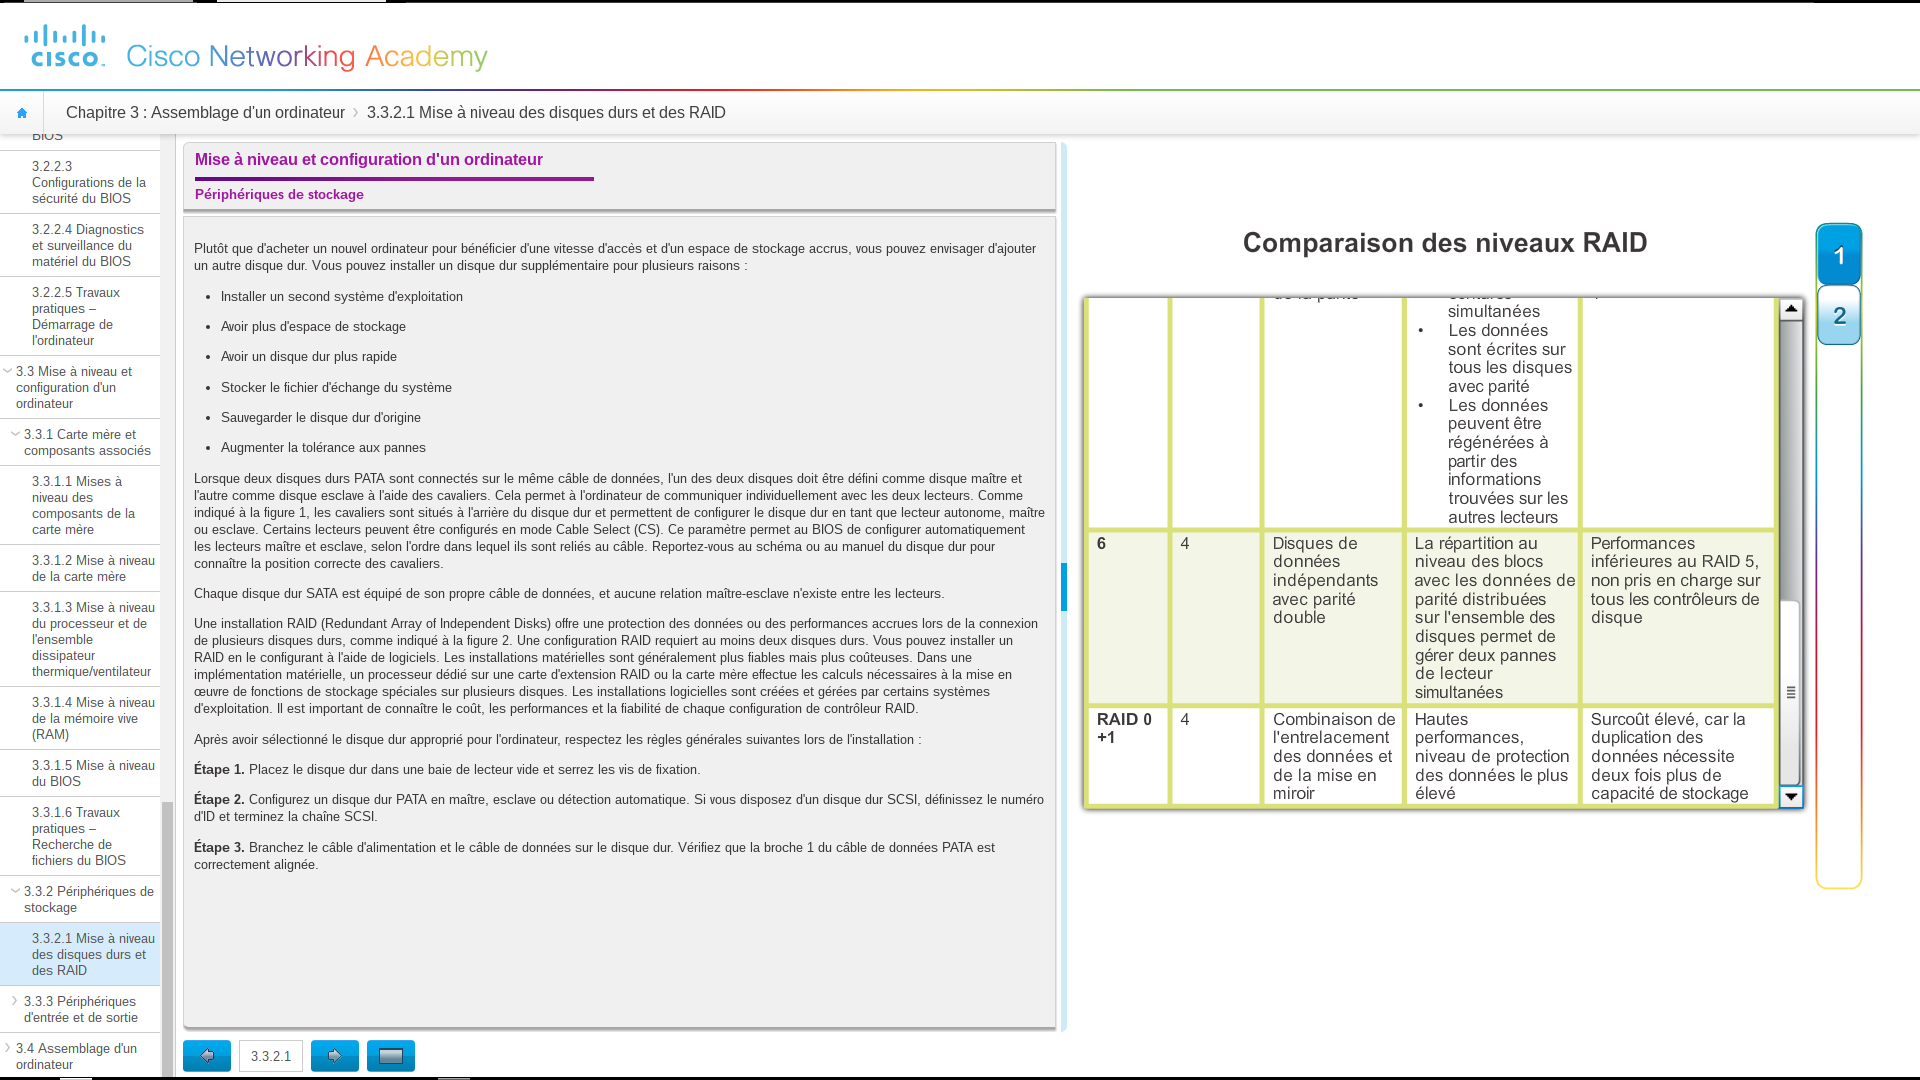 cisco
Cisco Networking Academy
Chapitre 3 : Assemblage d'un ordinateur
3.3.2.1 Mise à niveau des disques durs et des RAID
BIOS
3.2.2.3
Configurations de la
sécurité du BIOS
3.2.2.4 Diagnostics
et surveillance du
matériel du BIOS
3.2.2.5 Travaux
pratiques –
Démarrage de
l'ordinateur
3.3 Mise à niveau et
configuration d'un
ordinateur
3.3.1 Carte mère et
composants associés
3.3.1.1 Mises à
niveau des
composants de la
carte mère
3.3.1.2 Mise à niveau
de la carte mère
3.3.1.3 Mise à niveau
du processeur et de
l'ensemble
dissipateur
thermique/ventilateur
3.3.1.4 Mise à niveau
de la mémoire vive
(RAM)
3.3.1.5 Mise à niveau
du BIOS
3.3.1.6 Travaux
pratiques –
Recherche de
fichiers du BIOS
3.3.2 Périphériques de
stockage
3.3.2.1 Mise à niveau
des disques durs et
des RAID
3.3.3 Périphériques
d'entrée et de sortie
3.4 Assemblage d'un
ordinateur
Mise à niveau et configuration d'un ordinateur
Périphériques de stockage
Plutôt que d'acheter un nouvel ordinateur pour bénéficier d'une vitesse d'accès et d'un espace de stockage accrus, vous pouvez envisager d'ajouter
un autre disque dur. Vous pouvez installer un disque dur supplémentaire pour plusieurs raisons :
• Installer un second système d'exploitation
• Avoir plus d'espace de stockage
• Avoir un disque dur plus rapide
• Stocker le fichier d'échange du système
• Sauvegarder le disque dur d'origine
• Augmenter la tolérance aux pannes
Lorsque deux disques durs PATA sont connectés sur le même câble de données, l'un des deux disques doit être défini comme disque maître et
l'autre comme disque esclave à l'aide des cavaliers. Cela permet à l'ordinateur de communiquer individuellement avec les deux lecteurs. Comme
indiqué à la figure 1, les cavaliers sont situés à l'arrière du disque dur et permettent de configurer le disque dur en tant que lecteur autonome, maître
ou esclave. Certains lecteurs peuvent être configurés en mode Cable Select (CS). Ce paramètre permet au BIOS de configurer automatiquement
les lecteurs maître et esclave, selon l'ordre dans lequel ils sont reliés au câble. Reportez-vous au schéma ou au manuel du disque dur pour
connaître la position correcte des cavaliers.
Chaque disque dur SATA est équipé de son propre câble de données, et aucune relation maître-esclave n'existe entre les lecteurs.
Une installation RAID (Redundant Array of Independent Disks) offre une protection des données ou des performances accrues lors de la connexion
de plusieurs disques durs, comme indiqué à la figure 2. Une configuration RAID requiert au moins deux disques durs. Vous pouvez installer un
RAID en le configurant à l'aide de logiciels. Les installations matérielles sont généralement plus fiables mais plus coûteuses. Dans une
implémentation matérielle, un processeur dédié sur une carte d'extension RAID ou la carte mère effectue les calculs nécessaires à la mise en
œuvre de fonctions de stockage spéciales sur plusieurs disques. Les installations logicielles sont créées et gérées par certains systèmes
d'exploitation. Il est important de connaître le coût, les performances et la fiabilité de chaque configuration de contrôleur RAID.
Après avoir sélectionné le disque dur approprié pour l'ordinateur, respectez les règles générales suivantes lors de l'installation :
Étape 1. Placez le disque dur dans une baie de lecteur vide et serrez les vis de fixation.
Étape 2. Configurez un disque dur PATA en maître, esclave ou détection automatique. Si vous disposez d'un disque dur SCSI, définissez le numéro
d'ID et terminez la chaîne SCSI.
Étape 3. Branchez le câble d'alimentation et le câble de données sur le disque dur. Vérifiez que la broche 1 du câble de données PATA est
correctement alignée.
3.3.2.1
Comparaison des niveaux RAID
simultanées
• Les données
sont écrites sur
tous les disques
avec parité
• Les données
peuvent être
régénérées à
partir des
informations
trouvées sur les
autres lecteurs
6
4
Disques de
données
indépendants
avec parité
double
La répartition au
niveau des blocs
avec les données de
parité distribuées
sur l'ensemble des
disques permet de
gérer deux pannes
de lecteur
simultanées
Performances
inférieures au RAID 5,
non pris en charge sur
tous les contrôleurs de
disque
RAID 0
+1
4
Combinaison de
l'entrelacement
des données et
de la mise en
miroir
Hautes
performances,
niveau de protection
des données le plus
élevé
Surcoût élevé, car la
duplication des
données nécessite
deux fois plus de
capacité de stockage
1
2